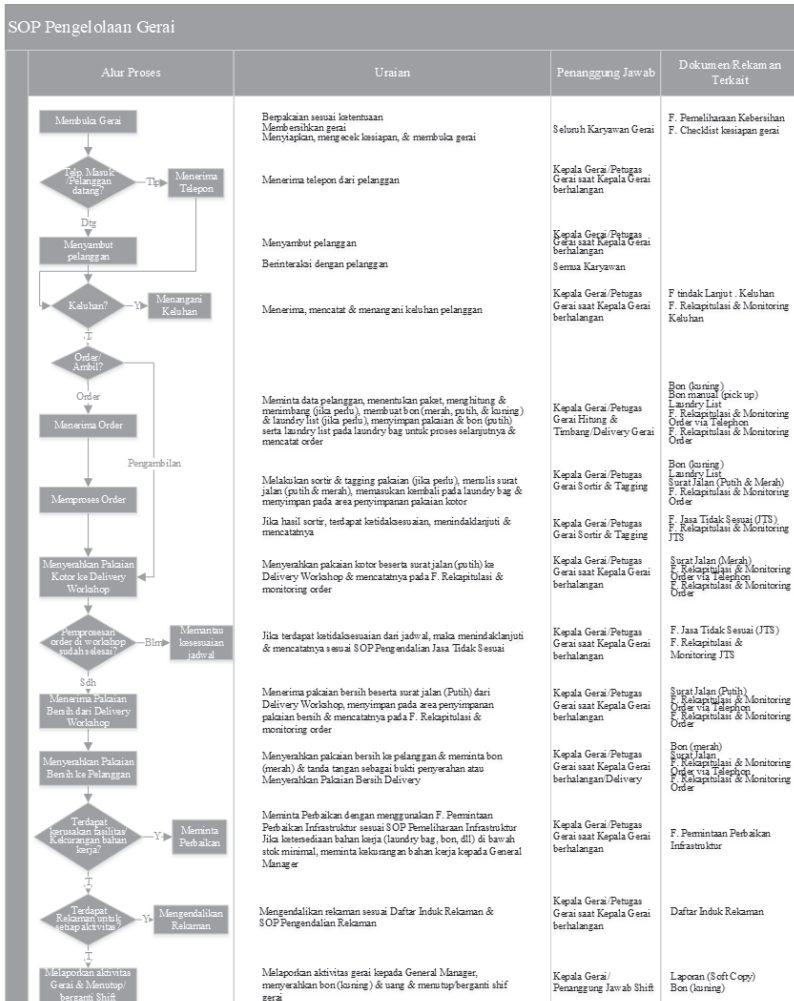 SOP Pengelolaan Gerai
Alur Proses
Uraian
Penanggung Jawab
Dokumen/Rekaman
Terkait
Membuka Gerai
Berpakaian sesuai ketentuaan
Membersihkan gerai
Menyiapkan, mengecek kesiapan, & membuka gerai
Seluruh Karyawan Gerai
F. Pemeliharaan Kebersihan
F. Checklist kesiapan gerai
Telp. Masuk
/Pelanggan
datang?
Tlp
Menerima
Telepon
Menerima telepon dari pelanggan
Kepala Gerai/Petugas
Gerai saat Kepala Gerai
berhalangan
Dtg
Menyambut
pelanggan
Menyambut pelanggan
Berinteraksi dengan pelanggan
Kepala Gerai/Petugas
Gerai saat Kepala Gerai
berhalangan
Semua Karyawan
Keluhan?
Y
Menangani
Keluhan
Menerima, mencatat & menangani keluhan pelanggan
Kepala Gerai/Petugas
Gerai saat Kepala Gerai
berhalangan
F tindak Lanjut . Keluhan
F. Rekapitulasi & Monitoring
Keluhan
T
Order/
Ambil?
Order
Pengambilan
Menerima Order
Meminta data pelanggan, menentukan paket, menghitung &
menimbang (jika perlu), membuat bon (merah, putih, & kuning)
& laundry list (jika perlu), menyimpan pakaian & bon (putih)
serta laundry list pada laundry bag untuk proses selanjutnya &
mencatat order
Kepala Gerai/Petugas
Gerai Hitung &
Timbang/Delivery Gerai
Bon (kuning)
Bon manual (pick up)
Laundry List
F. Rekapitulasi & Monitoring
Order via Telephon
F. Rekapitulasi & Monitoring
Order
Memproses Order
Melakukan sortir & tagging pakaian (jika perlu), menulis surat
jalan (putih & merah), memasukan kembali pada laundry bag &
menyimpan pada area penyimpanan pakaian kotor
Kepala Gerai/Petugas
Gerai Sortir & Tagging
Bon (kuning)
Laundry List
Surat Jalan (Putih & Merah)
F. Rekapitulasi & Monitoring
Order
Jika hasil sortir, terdapat ketidaksesuaian, menindaklanjuti &
mencatatnya
Kepala Gerai/Petugas
Gerai Sortir & Tagging
F. Jasa Tidak Sesuai (JTS)
F. Rekapitulasi & Monitoring
JTS
Menyerahkan Pakaian
Kotor ke Delivery
Workshop
Menyerahkan pakaian kotor beserta surat jalan (putih) ke
Delivery Workshop & mencatatnya pada F. Rekapitulasi &
monitoring order
Kepala Gerai/Petugas
Gerai saat Kepala Gerai
berhalangan
Surat Jalan (Merah)
F. Rekapitulasi & Monitoring
Order via Telephon
F. Rekapitulasi & Monitoring
Order
Pemprosesan
order di workshop
sudah selesai?
Blm
Memantau
kesesuaian
jadwal
Jika terdapat ketidaksesuaian dari jadwal, maka menindaklanjuti
& mencatatnya sesuai SOP Pengendalian Jasa Tidak Sesuai
Kepala Gerai/Petugas
Gerai saat Kepala Gerai
berhalangan
F. Jasa Tidak Sesuai (JTS)
F. Rekapitulasi &
Monitoring JTS
Sdh
Menerima Pakaian
Bersih dari Delivery
Workshop
Menerima pakaian bersih beserta surat jalan (Putih) dari
Delivery Workshop, menyimpan pada area penyimpanan
pakaian bersih & mencatatnya pada F. Rekapitulasi &
monitoring order
Kepala Gerai/Petugas
Gerai saat Kepala Gerai
berhalangan
Surat Jalan (Putih)
F. Rekapitulasi & Monitoring
Order via Telephon
F. Rekapitulasi & Monitoring
Order
Menyerahkan Pakaian
Bersih ke Pelanggan
Menyerahkan pakaian bersih ke pelanggan & meminta bon
(merah) & tanda tangan sebagai bukti penyerahan atau
Menyerahkan Pakaian Bersih Delivery
Kepala Gerai/Petugas
Gerai saat Kepala Gerai
berhalangan/Delivery
Bon (merah)
Surat Jalan
F. Rekapitulasi & Monitoring
Order via Telephon
F. Rekapitulasi & Monitoring
Order
Terdapat
kerusakan fasilitas
Kekurangan bahan
kerja?
Y
Meminta
Perbaikan
Meminta Perbaikan dengan menggunakan F. Permintaan
Perbaikan Infrastruktur sesuai SOP Pemeliharaan Infrastruktur
Jika ketersediaan bahan kerja (laundry bag, bon, dll) di bawah
stok minimal, meminta kekurangan bahan kerja kepada General
Manager
Kepala Gerai/Petugas
Gerai saat Kepala Gerai
berhalangan
F. Permintaan Perbaikan
Infrastruktur
T
Terdapat
Rekaman untuk
setiap aktivitas?
Y
Mengendalikan
Rekaman
Mengendalikan rekaman sesuai Daftar Induk Rekaman &
SOP Pengendalian Rekaman
Kepala Gerai/Petugas
Gerai saat Kepala Gerai
berhalangan
Daftar Induk Rekaman
T
Melaporkan aktivitas
Gerai & Menutup/
berganti Shift
Melaporkan aktivitas gerai kepada General Manager,
menyerahkan bon (kuning) & uang & menutup/berganti shif
gerai
Kepala Gerai/
Penanggung Jawab Shift
Laporan (Soft Copy)
Bon (kuning)